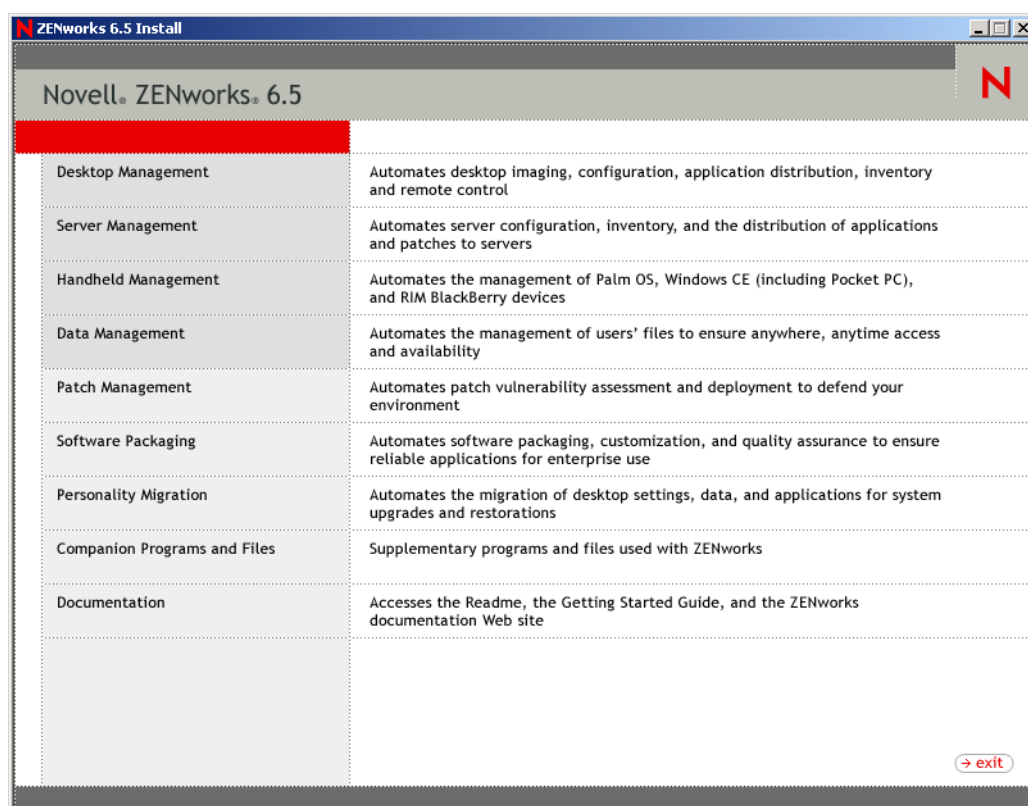 ZENworks 6.5 Install
Novell® ZENworks® 6.5
N
Desktop Management
Automates desktop imaging, configuration, application distribution, inventory
and remote control
Server Management
Automates server configuration, inventory, and the distribution of applications
and patches to servers
Handheld Management
Automates the management of Palm OS, Windows CE (including Pocket PC),
and RIM BlackBerry devices
Data Management
Automates the management of users’ files to ensure anywhere, anytime access
and availability
Patch Management
Automates patch vulnerability assessment and deployment to defend your
environment
Software Packaging
Automates software packaging, customization, and quality assurance to ensure
reliable applications for enterprise use
Personality Migration
Automates the migration of desktop settings, data, and applications for system
upgrades and restorations
Companion Programs and Files
Supplementary programs and files used with ZENworks
Documentation
Accesses the Readme, the Getting Started Guide, and the ZENworks
documentation Web site
→ exit